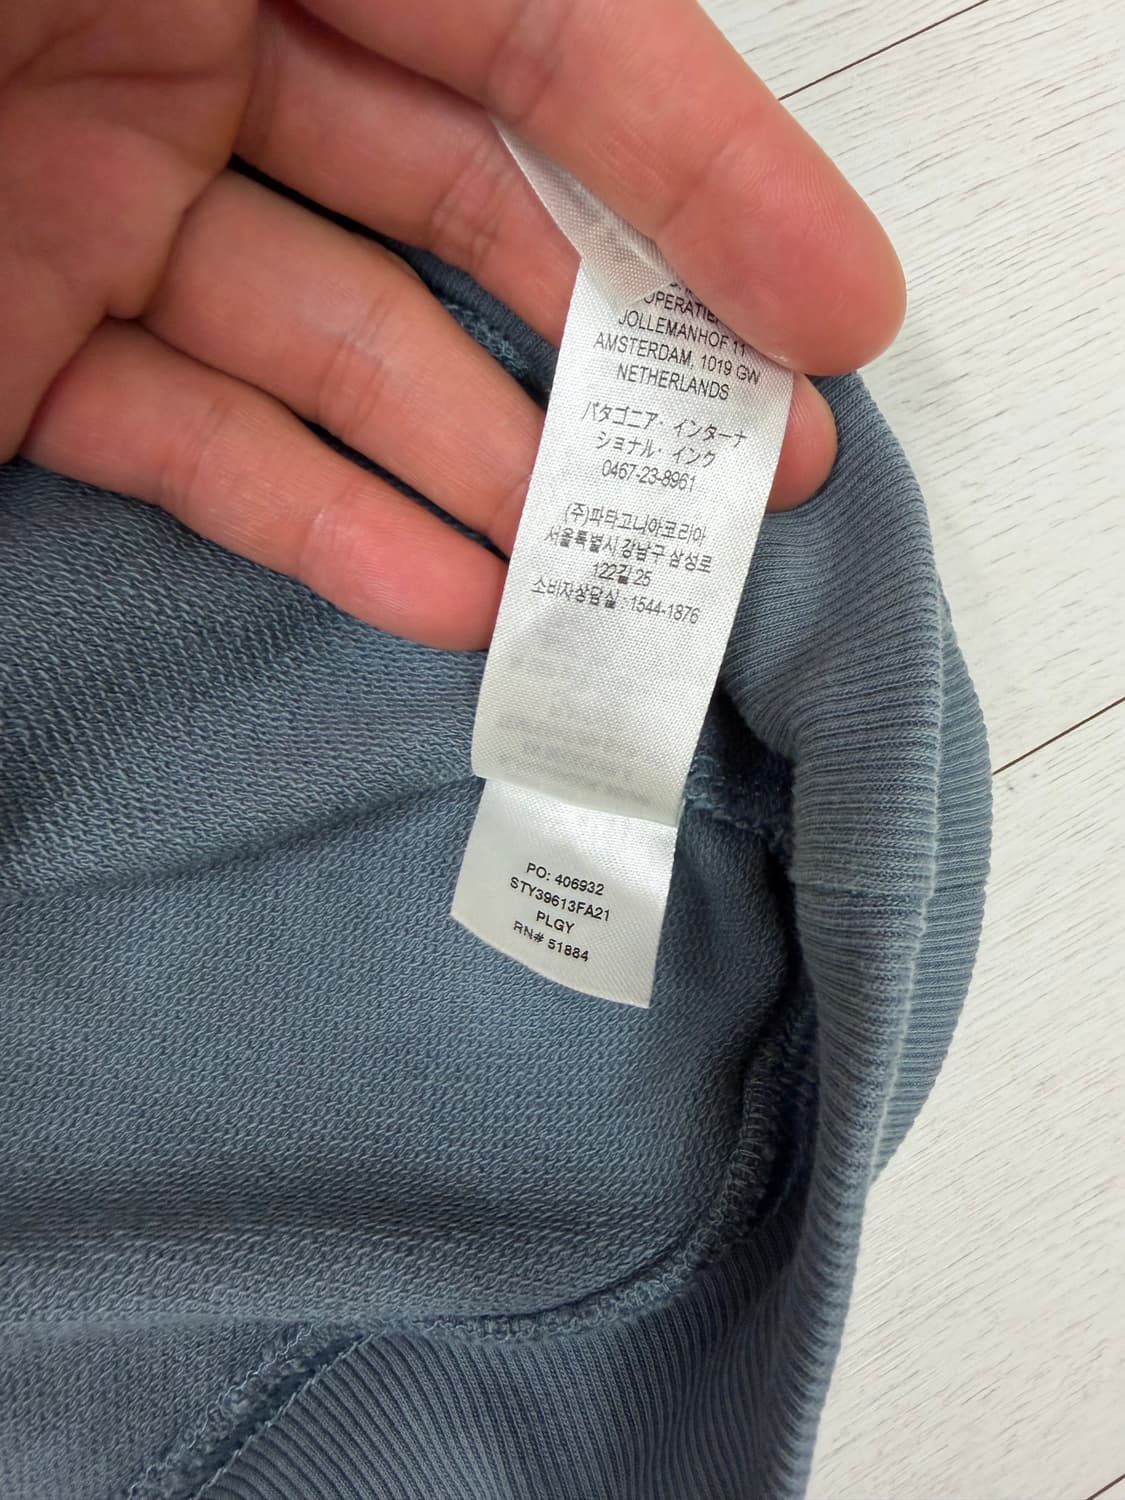 JOLLEMANHOF 11
AMSTERDAM, 1019 GW
NETHERLANDS
パタゴニア・インターナ
ショナル・インク
0467-23-8961
(주)파타고니아코리아
서울특별시 강남구 삼성로
122길 25
소비자상담실 1544-1876
PO: 406932
STY39613FA21
PLGY
RN# 51884